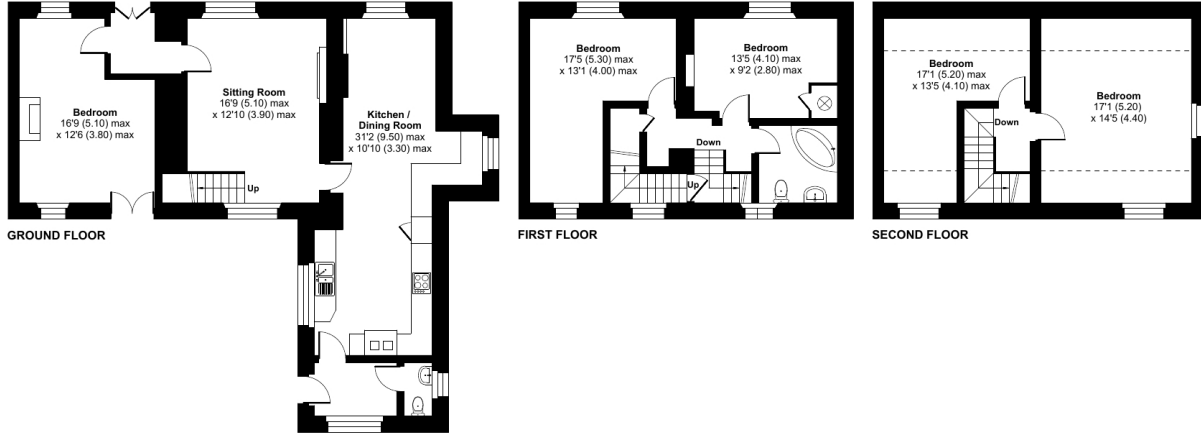 Bedroom
16'9 (5.10) max
x 12'6 (3.80) max
Sitting Room
16'9 (5.10) max
x 12'10 (3.90) max
Kitchen /
Dining Room
31'2 (9.50) max
x 10'10 (3.30) max
Up
GROUND FLOOR
Bedroom
17'5 (5.30) max
x 13'1 (4.00) max
Bedroom
13'5 (4.10) max
x 9'2 (2.80) max
Down
Up
FIRST FLOOR
Bedroom
17'1 (5.20) max
x 13'5 (4.10) max
Bedroom
17'1 (5.20)
x 14'5 (4.40)
Down
SECOND FLOOR